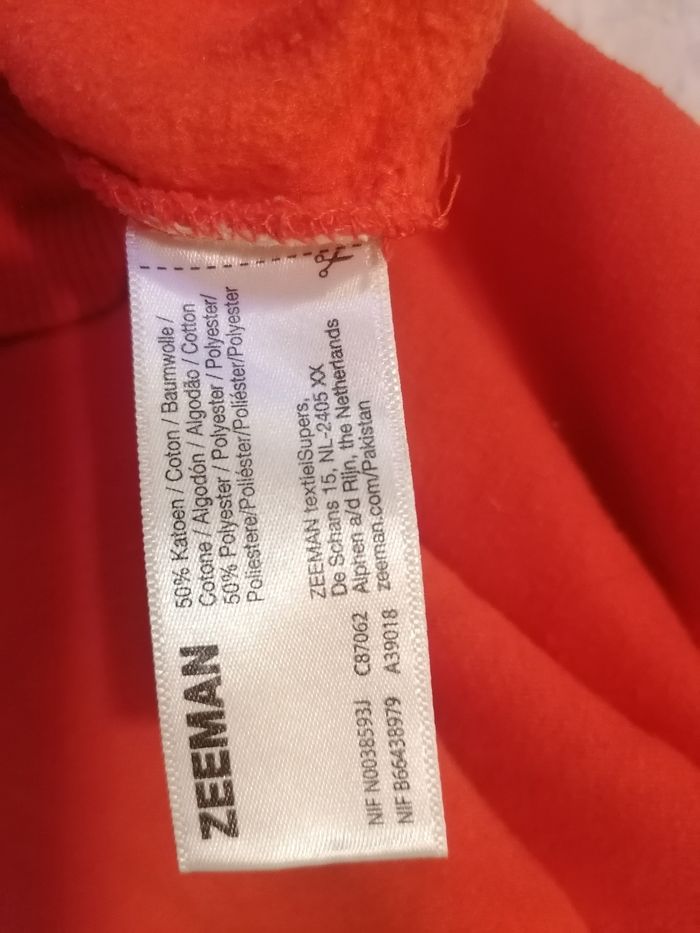 ZEEMAN
50% Katoen / Coton / Baumwolle /
Cotone / Algodón / Algodão / Cotton
50% Polyester / Polyester / Polyester/
Poliestere/Poliéster/Poliéster/Polyester
ZEEMAN textielSupers,
De Schans 15, NL-2405 XX
Alphen a/d Rijn, the Netherlands
zeeman.com/Pakistan
NIF N0038593J C87062
NIF B66438979 A39018